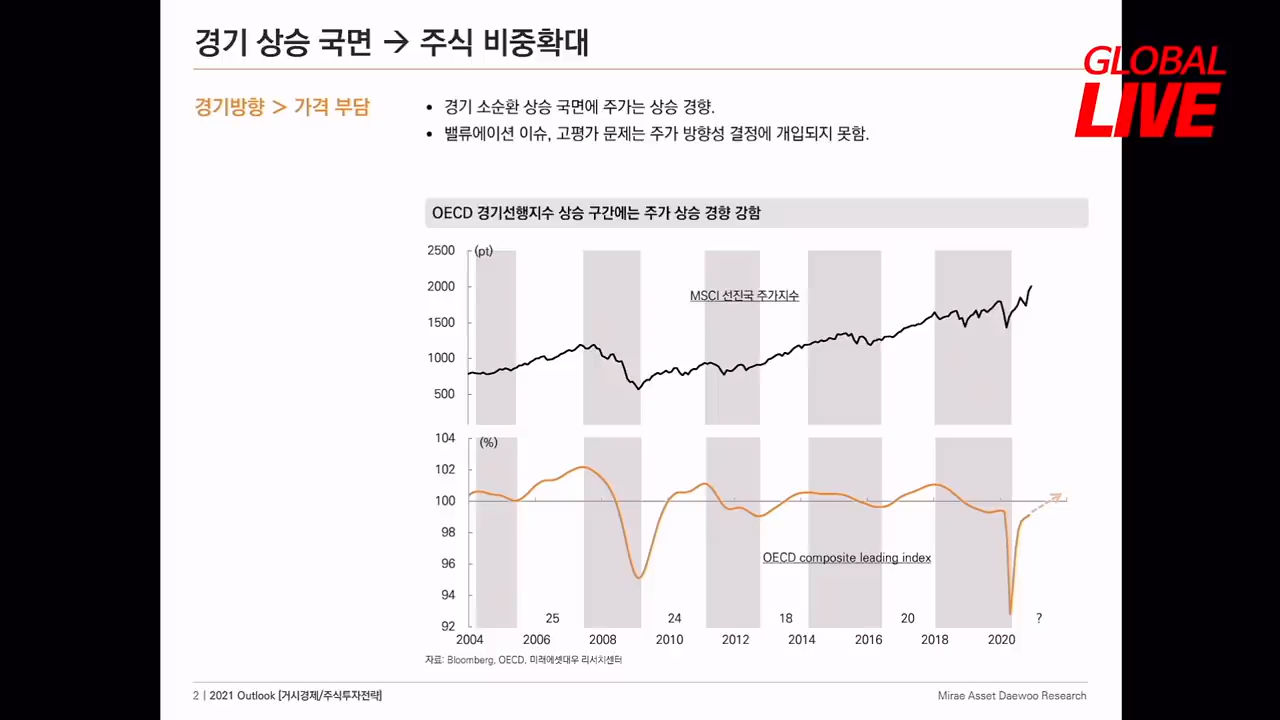 경기 상승 국면 → 주식 비중확대
GLOBAL
LIVE
경기방향 > 가격 부담
• 경기 소순환 상승 국면에 주가는 상승 경향.
• 밸류에이션 이슈, 고평가 문제는 주가 방향성 결정에 개입되지 못함.
OECD 경기선행지수 상승 구간에는 주가 상승 경향 강함
2500 (pt)
2000
MSCI 선진국 주가지수
1500
1000
500
104 (%)
102
100
98
OECD composite leading index
96
94
25 24 18 20 ?
92
2004 2006 2008 2010 2012 2014 2016 2018 2020
자료: Bloomberg, OECD, 미래에셋대우 리서치센터
2 | 2021 Outlook [거시경제/주식투자전략]
Mirae Asset Daewoo Research